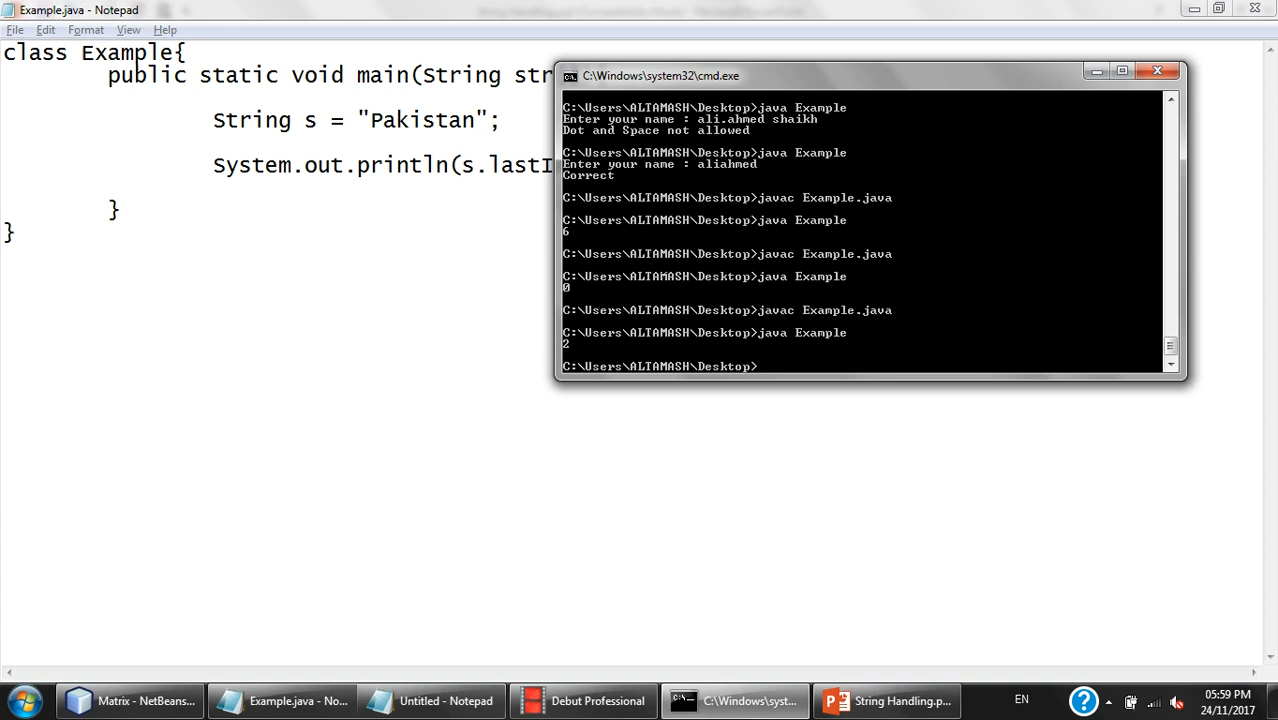 Example.java - Notepad
File Edit Format View Help
class Example{
public static void main(String str
String s = "Pakistan";
System.out.println(s.lastI
}
}
C:\Windows\system32\cmd.exe
C:\Users\ALTAMASH\Desktop>java Example
Enter your name : ali.ahmed shaikh
Dot and Space not allowed
C:\Users\ALTAMASH\Desktop>java Example
Enter your name : aliahmed
Correct
C:\Users\ALTAMASH\Desktop>javac Example.java
C:\Users\ALTAMASH\Desktop>java Example
6
C:\Users\ALTAMASH\Desktop>javac Example.java
C:\Users\ALTAMASH\Desktop>java Example
0
C:\Users\ALTAMASH\Desktop>javac Example.java
C:\Users\ALTAMASH\Desktop>java Example
2
C:\Users\ALTAMASH\Desktop>
Matrix - NetBeans... Example.java - No... Untitled - Notepad Debut Professional C:\Windows\syst... String Handling.p... EN 05:59 PM
24/11/2017